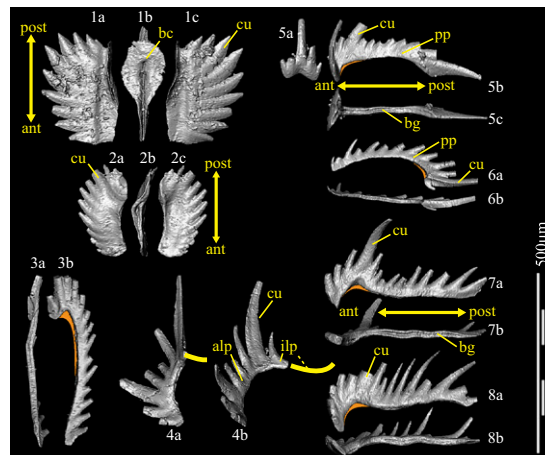 1a 1b 1c
post
bc
cu
ant
2a 2b 2c
cu
post
ant
3a 3b
4a
4b
cu
alp
ilp
5a
cu
pp
ant
post
5b
5c
bg
pp
cu
6a
6b
cu
7a
ant
post
7b
bg
cu
8a
8b
500μm